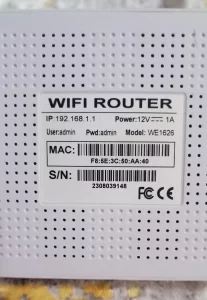 WIFI ROUTER
IP:192.168.1.1 Power:12V⎓1A
User:admin Pwd:admin Model: WE1626
MAC:
F8:5E:3C:50:AA:40
S/N:
2308039148
CE FC